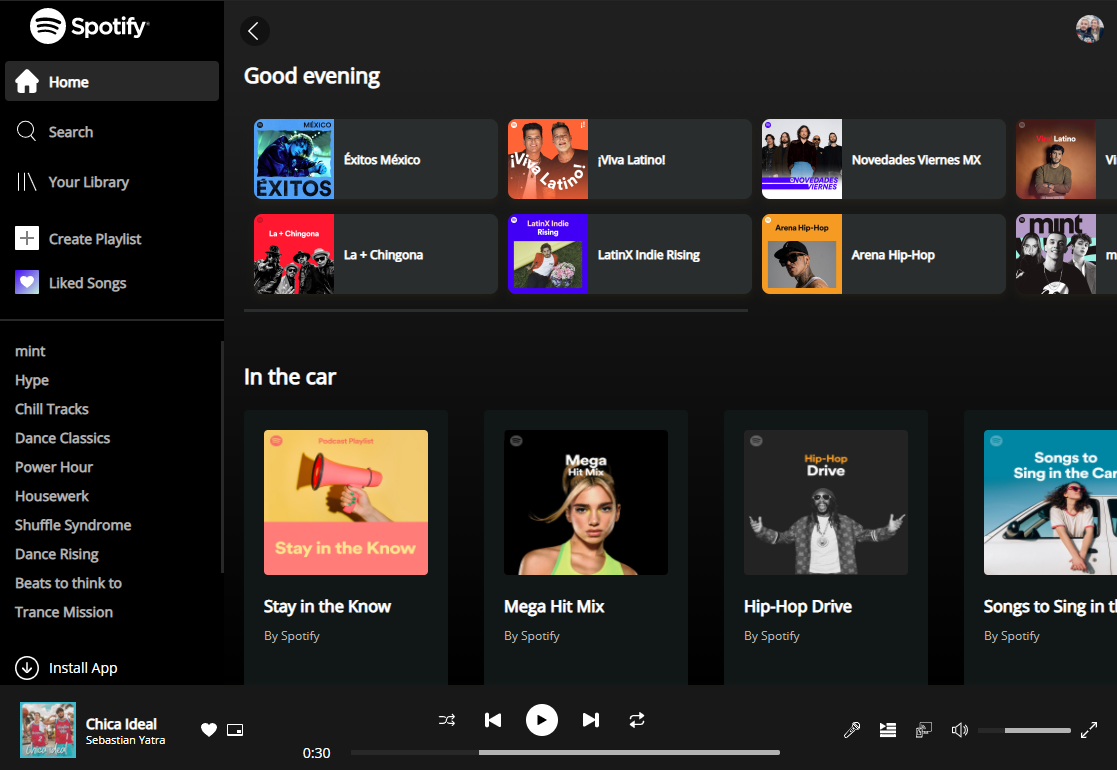 Spotify
Home
Search
Your Library
Create Playlist
Liked Songs
mint
Hype
Chill Tracks
Dance Classics
Power Hour
Housewerk
Shuffle Syndrome
Dance Rising
Beats to think to
Trance Mission
Install App
Good evening
MÉXICO
ÉXITOS
Éxitos México
¡Viva Latino!
¡Viva Latino!
NOVEDADES
VIERNES
Novedades Viernes MX
Viva Latino
La + Chingona
La + Chingona
LatinX Indie
Rising
LatinX Indie Rising
Arena Hip-Hop
Arena Hip-Hop
mint
In the car
Podcast Playlist
Stay in the Know
Stay in the Know
By Spotify
Mega
Hit Mix
Mega Hit Mix
By Spotify
Hip-Hop
Drive
Hip-Hop Drive
By Spotify
Songs to
Sing in the Car
Songs to Sing in th
By Spotify
Chica Ideal
Chica Ideal
Sebastian Yatra
0:30